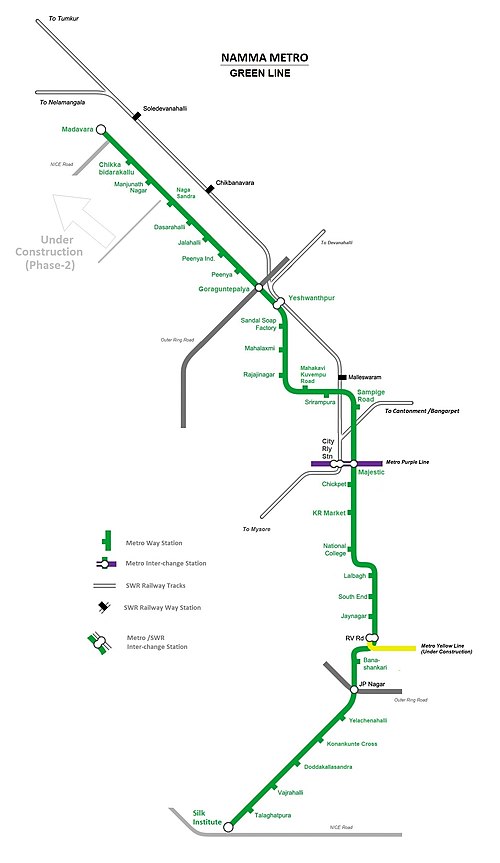 To Tumkur
NAMMA METRO
GREEN LINE
To Nelamangala
Soledevanahalli
Madavara
NICE Road
Chikka
bidarakallu
Manjunath
Nagar
Chikbanavara
Naga
Sandra
Dasarahalli
Under
Construction
(Phase-2)
Jalahalli
To Devanahalli
Peenya Ind.
Peenya
Goraguntepalya
Yeshwanthpur
Sandal Soap
Factory
Outer Ring Road
Mahalaxmi
Rajajinagar
Mahakavi
Kuvempu
Road
Malleswaram
Srirampura
Sampige
Road
To Cantonment /Bangarpet
City
Rly
Stn
Metro Purple Line
Majestic
Chickpet
KR Market
To Mysore
National
College
Metro Way Station
Metro Inter-change Station
SWR Railway Tracks
SWR Railway Way Station
Metro /SWR
Inter-change Station
Lalbagh
South End
Jaynagar
RV Rd
Metro Yellow Line
(Under Construction)
Bana-
shankari
JP Nagar
Outer Ring Road
Yelachenahalli
Konankunte Cross
Doddakallasandra
Vajrahalli
Talaghatpura
Silk
Institute
NICE Road